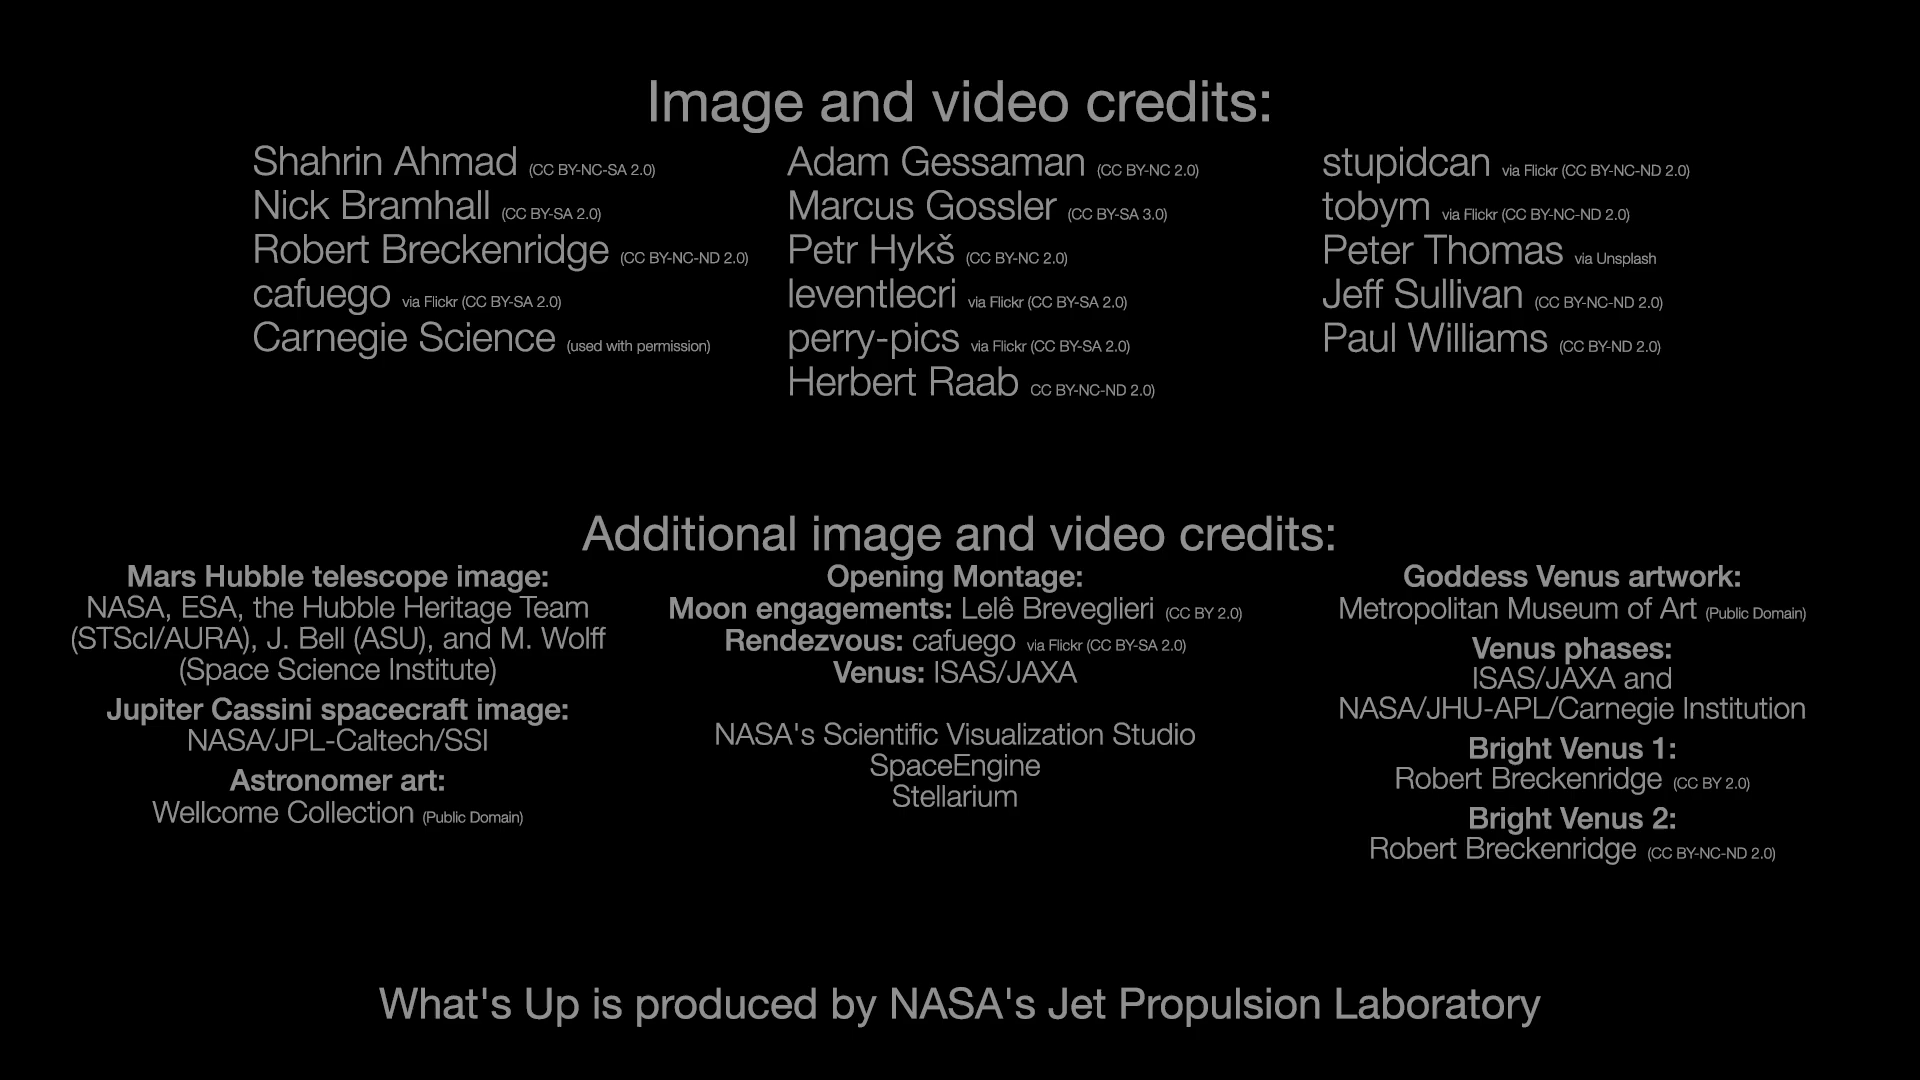 Image and video credits:
Shahrin Ahmad (CC BY-NC-SA 2.0)
Nick Bramhall (CC BY-SA 2.0)
Robert Breckenridge (CC BY-NC-ND 2.0)
cafuego via Flickr (CC BY-SA 2.0)
Carnegie Science (used with permission)
Adam Gessaman (CC BY-NC 2.0)
Marcus Gossler (CC BY-SA 3.0)
Petr Hykš (CC BY-NC 2.0)
leventlecri via Flickr (CC BY-SA 2.0)
perry-pics via Flickr (CC BY-SA 2.0)
Herbert Raab CC BY-NC-ND 2.0)
stupidcan via Flickr (CC BY-NC-ND 2.0)
tobym via Flickr (CC BY-NC-ND 2.0)
Peter Thomas via Unsplash
Jeff Sullivan (CC BY-NC-ND 2.0)
Paul Williams (CC BY-ND 2.0)
Additional image and video credits:
Mars Hubble telescope image:
NASA, ESA, the Hubble Heritage Team
(STScI/AURA), J. Bell (ASU), and M. Wolff
(Space Science Institute)
Jupiter Cassini spacecraft image:
NASA/JPL-Caltech/SSI
Astronomer art:
Wellcome Collection (Public Domain)
Opening Montage:
Moon engagements: Lelê Breveglieri (CC BY 2.0)
Rendezvous: cafuego via Flickr (CC BY-SA 2.0)
Venus: ISAS/JAXA
NASA's Scientific Visualization Studio
SpaceEngine
Stellarium
Goddess Venus artwork:
Metropolitan Museum of Art (Public Domain)
Venus phases:
ISAS/JAXA and
NASA/JHU-APL/Carnegie Institution
Bright Venus 1:
Robert Breckenridge (CC BY 2.0)
Bright Venus 2:
Robert Breckenridge (CC BY-NC-ND 2.0)
What's Up is produced by NASA's Jet Propulsion Laboratory